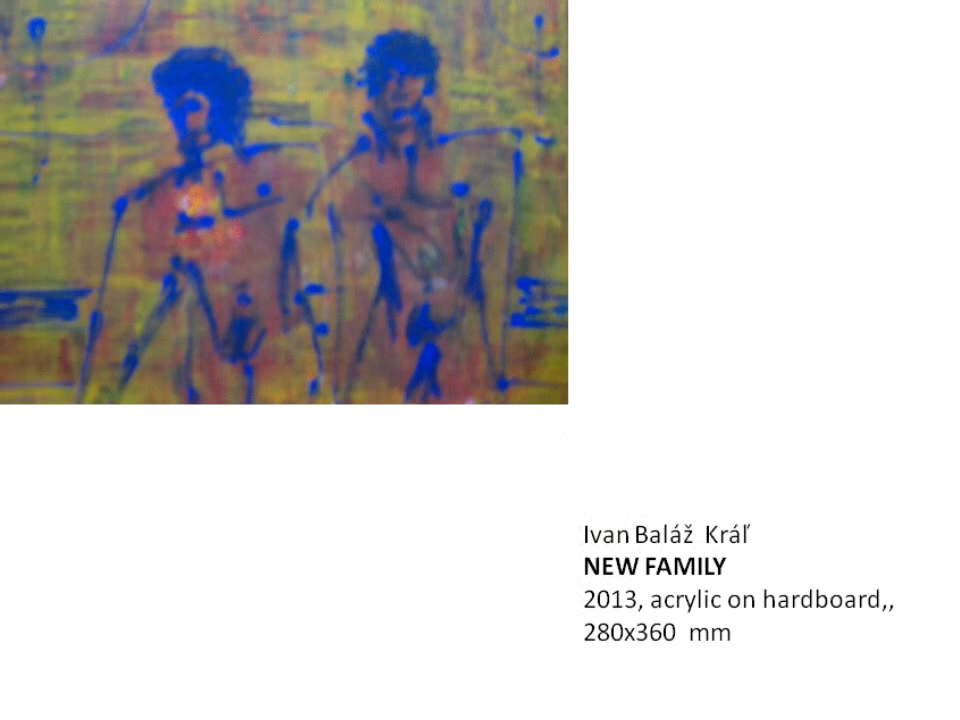 Ivan Baláž Kráľ
NEW FAMILY
2013, acrylic on hardboard,,
280x360 mm